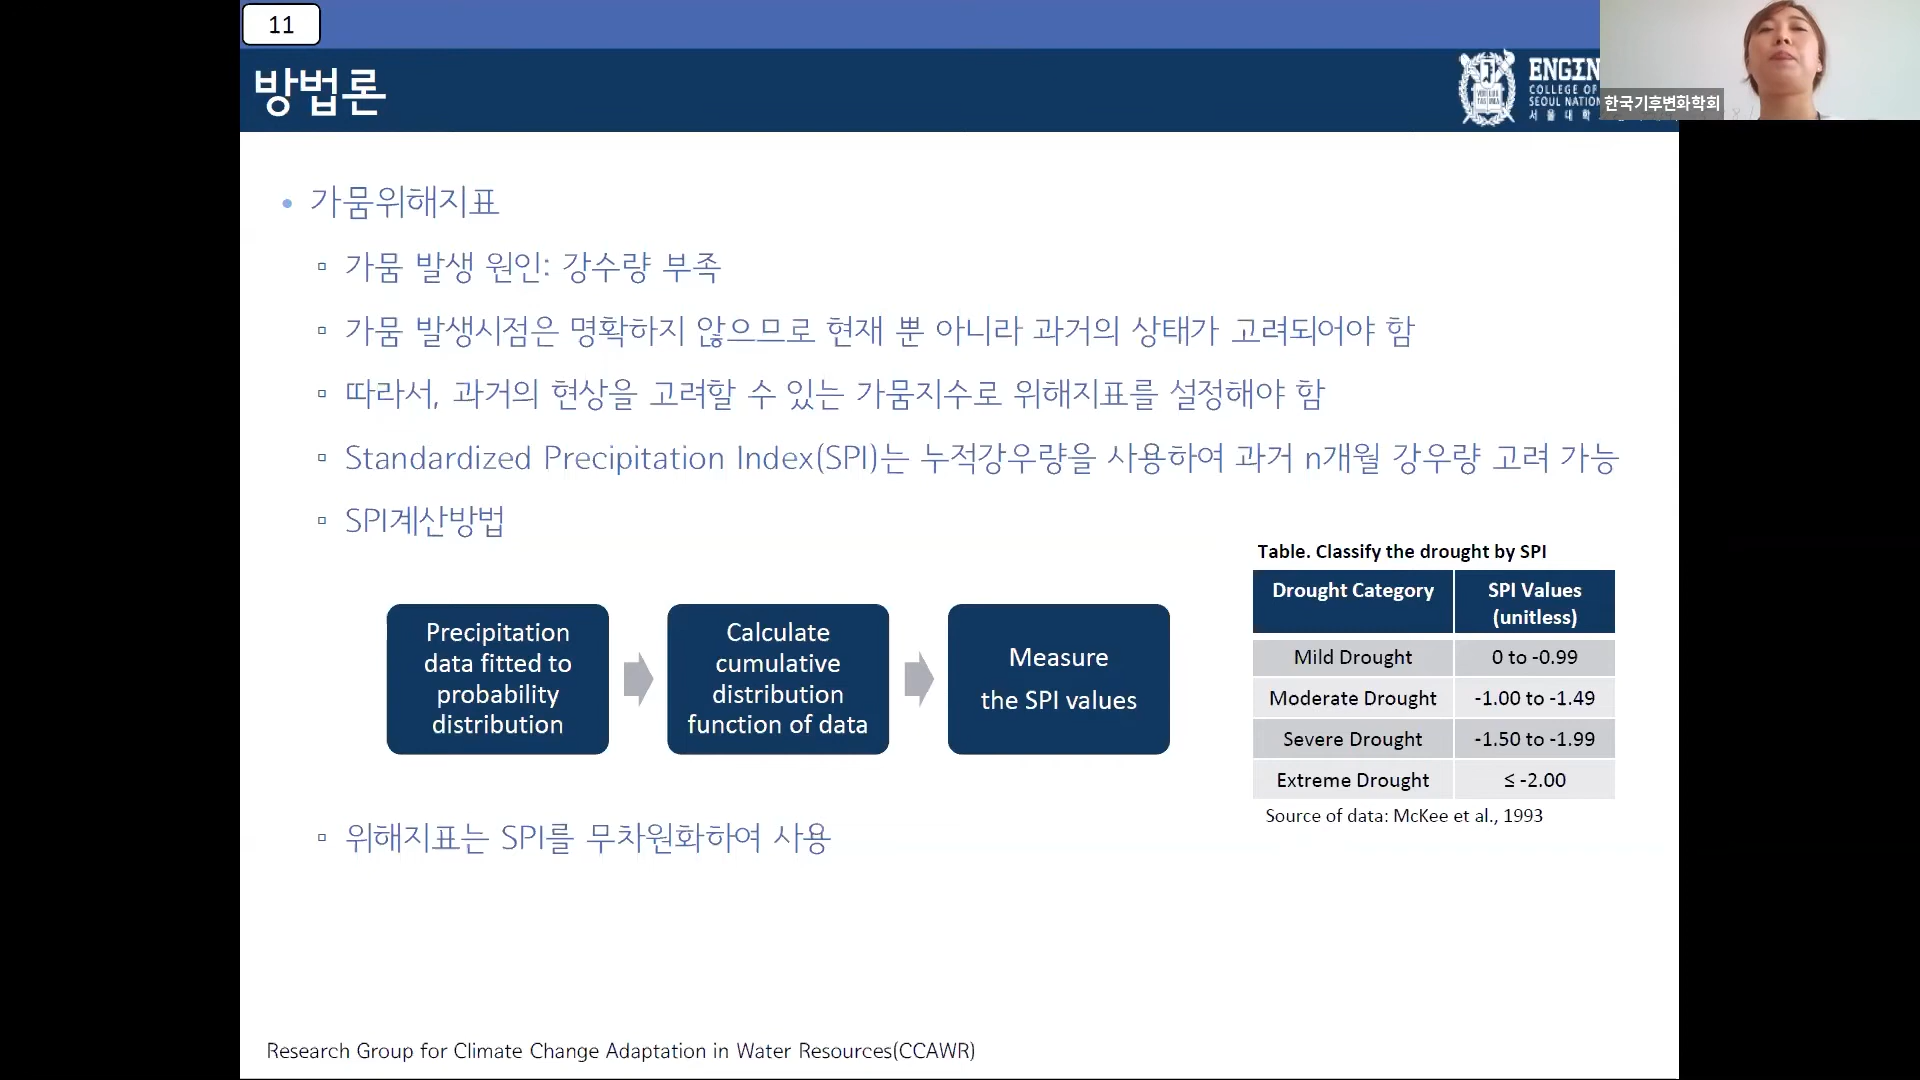 11
방법론
ENGIN
COLLEGE OF
SEOUL NATIO
서울대학
한국기후변화학회
• 가뭄위해지표
▫ 가뭄 발생 원인: 강수량 부족
▫ 가뭄 발생시점은 명확하지 않으므로 현재 뿐 아니라 과거의 상태가 고려되어야 함
▫ 따라서, 과거의 현상을 고려할 수 있는 가뭄지수로 위해지표를 설정해야 함
▫ Standardized Precipitation Index(SPI)는 누적강우량을 사용하여 과거 n개월 강우량 고려 가능
▫ SPI계산방법
Precipitation
data fitted to
probability
distribution
Calculate
cumulative
distribution
function of data
Measure
the SPI values
Table. Classify the drought by SPI
Drought Category SPI Values
(unitless)
Mild Drought 0 to -0.99
Moderate Drought -1.00 to -1.49
Severe Drought -1.50 to -1.99
Extreme Drought ≤ -2.00
Source of data: McKee et al., 1993
▫ 위해지표는 SPI를 무차원화하여 사용
Research Group for Climate Change Adaptation in Water Resources(CCAWR)